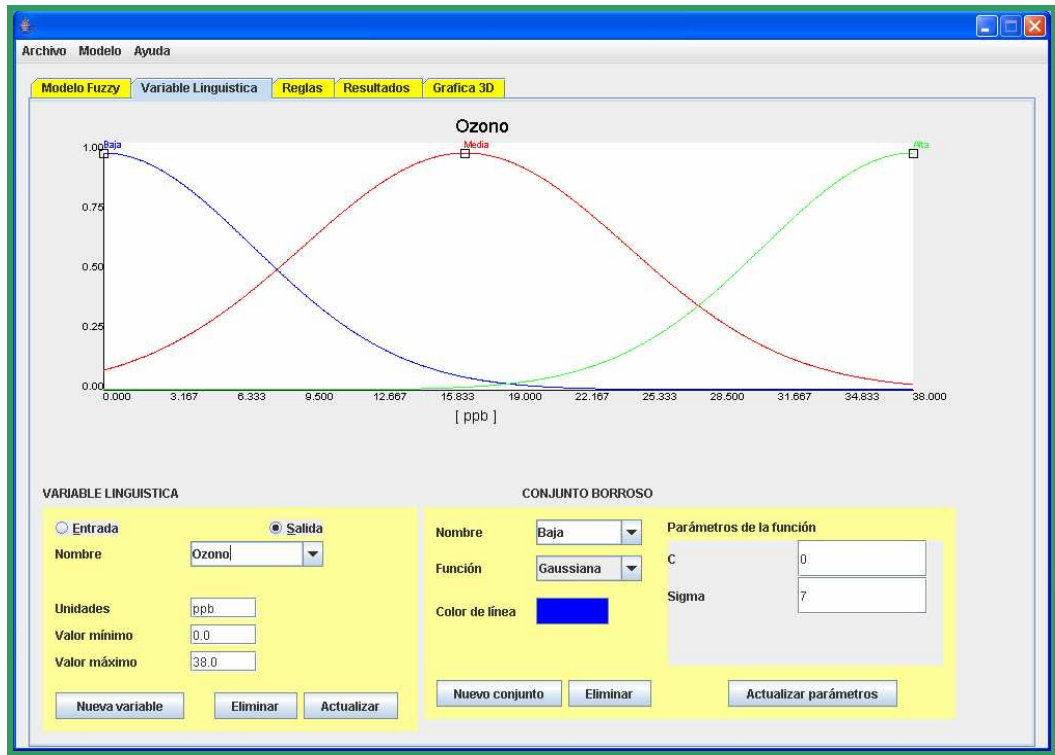 Archivo Modelo Ayuda
Modelo Fuzzy Variable Linguistica Reglas Resultados Grafica 3D
Ozono
Baja Media Alta
1.00
0.75
0.50
0.25
0.00
0.000 3.167 6.333 9.500 12.667 15.833 19.000 22.167 25.333 28.500 31.667 34.833 38.000
[ ppb ]
VARIABLE LINGUISTICA
Entrada Salida
Nombre Ozono
Unidades ppb
Valor mínimo 0.0
Valor máximo 38.0
Nueva variable Eliminar Actualizar
CONJUNTO BORROSO
Nombre Baja
Función Gaussiana
Color de línea
Parámetros de la función
C 0
Sigma 7
Nuevo conjunto Eliminar Actualizar parámetros